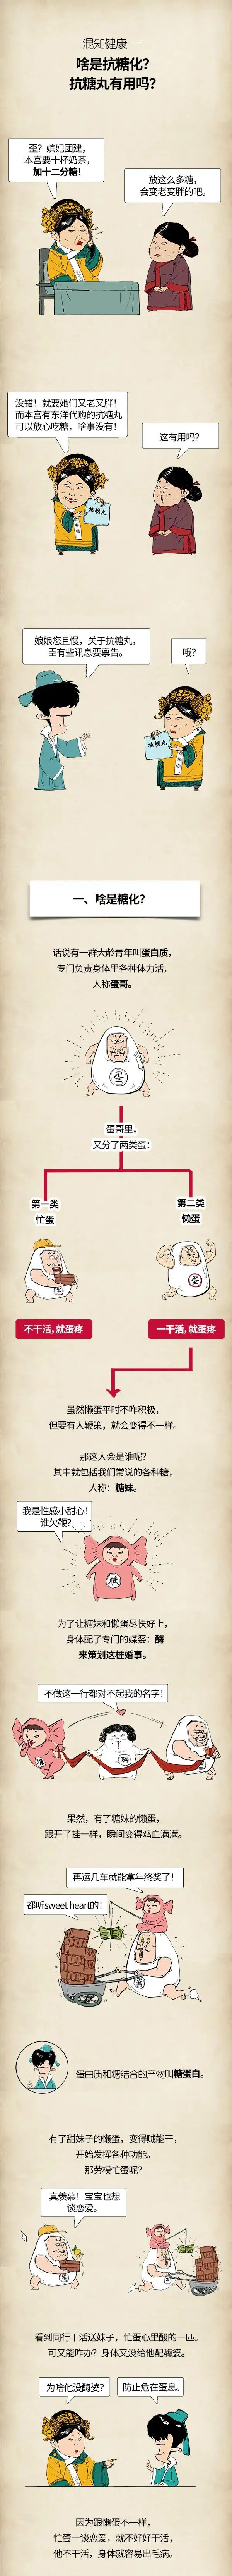 混知健康——
啥是抗糖化？
抗糖丸有用吗？
歪？嫔妃团建，
本宫要十杯奶茶，
加十二分糖！
放这么多糖，
会变老变胖的吧。
没错！就要她们又老又胖！
而本宫有东洋代购的抗糖丸
可以放心吃糖，啥事没有！
这有用吗？
抗糖丸
娘娘您且慢，关于抗糖丸，
臣有些讯息要禀告。
哦？
抗糖丸
一、啥是糖化？
话说有一群大龄青年叫蛋白质，
专门负责身体里各种体力活，
人称蛋哥。
蛋
蛋哥里，
又分了两类蛋：
第一类
忙蛋
第二类
懒蛋
不干活，就蛋疼
一干活，就蛋疼
虽然懒蛋平时不咋积极，
但要有人鞭策，就会变得不一样。
那这人会是谁呢？
其中就包括我们常说的各种糖，
人称：糖妹。
我是性感小甜心！
谁欠鞭？
糖
为了让糖妹和懒蛋尽快好上，
身体配了专门的媒婆：酶
来策划这桩婚事。
不做这一行都对不起我的名字！
果然，有了糖妹的懒蛋，
跟开了挂一样，瞬间变得鸡血满满。
再运几车就能拿年终奖了！
都听sweet heart的！
蛋白质和糖结合的产物叫糖蛋白。
有了甜妹子的懒蛋，变得贼能干，
开始发挥各种功能。
那劳模忙蛋呢？
真羡慕！宝宝也想
谈恋爱。
看到同行干活送妹子，忙蛋心里酸的一匹。
可又能咋办？身体又没给他配酶婆。
为啥他没酶婆？
防止危在蛋息。
因为跟懒蛋不一样，
忙蛋一谈恋爱，就不好好干活，
他不干活，身体就容易出毛病。